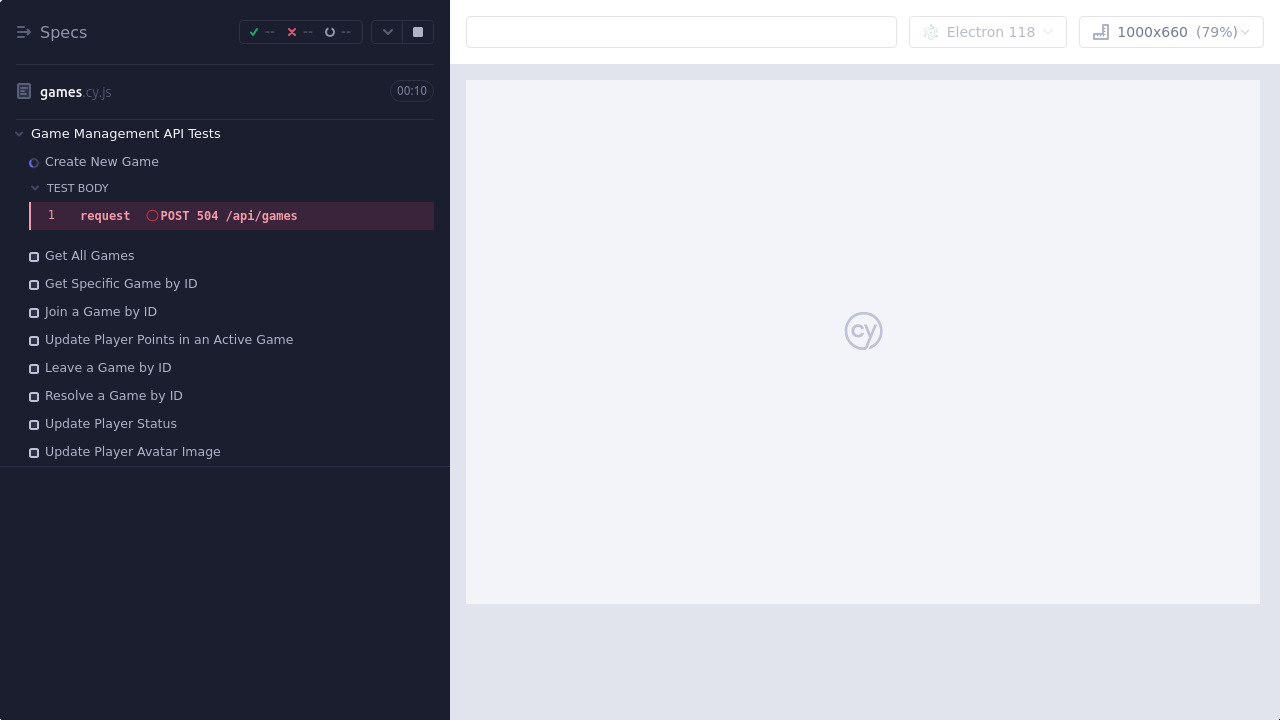 Specs
-- -- --
games.cy.js
00:10
Game Management API Tests
Create New Game
TEST BODY
1 request POST 504 /api/games
Get All Games
Get Specific Game by ID
Join a Game by ID
Update Player Points in an Active Game
Leave a Game by ID
Resolve a Game by ID
Update Player Status
Update Player Avatar Image
Electron 118
1000x660 (79%)
cy